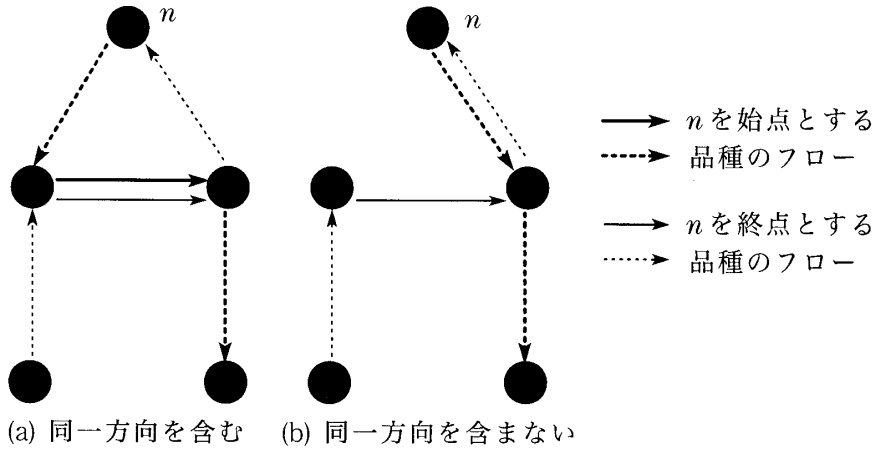 n
n
nを始点とする
品種のフロー
nを終点とする
品種のフロー
(a) 同一方向を含む
(b) 同一方向を含まない